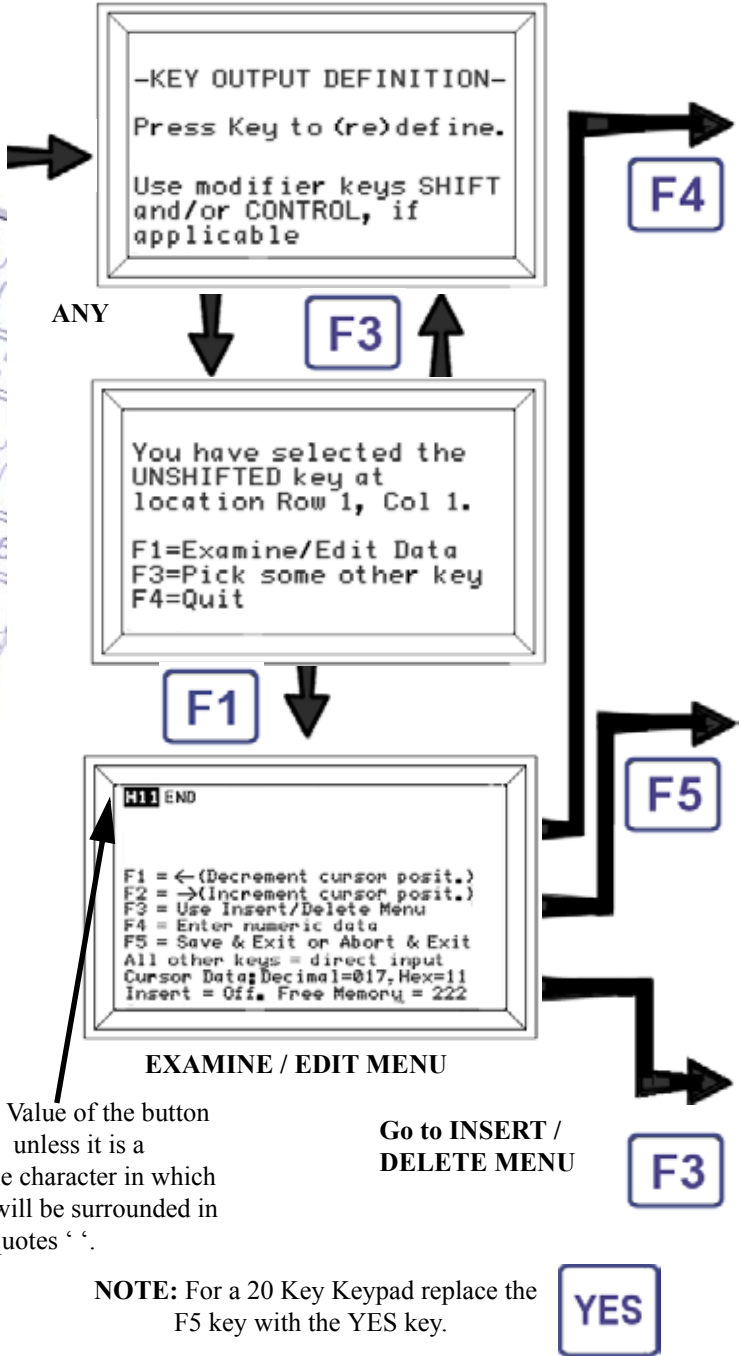 -KEY OUTPUT DEFINITION-
Press Key to (re)define.
Use modifier keys SHIFT
and/or CONTROL, if
applicable
F4
ANY
F3
You have selected the
UNSHIFTED key at
location Row 1, Col 1.
F1=Examine/Edit Data
F3=Pick some other key
F4=Quit
F1
F5
H11 END
F1 = ←(Decrement cursor posit.)
F2 = →(Increment cursor posit.)
F3 = Use Insert/Delete Menu
F4 = Enter numeric data
F5 = Save & Exit or Abort & Exit
All other keys = direct input
Cursor Data:Decimal=017,Hex=11
Insert = Off. Free Memory = 222
EXAMINE / EDIT MENU
Value of the button
unless it is a
character in which
will be surrounded in
‘ ‘.
Go to INSERT /
DELETE MENU
F3
NOTE: For a 20 Key Keypad replace the
F5 key with the YES key.
YES